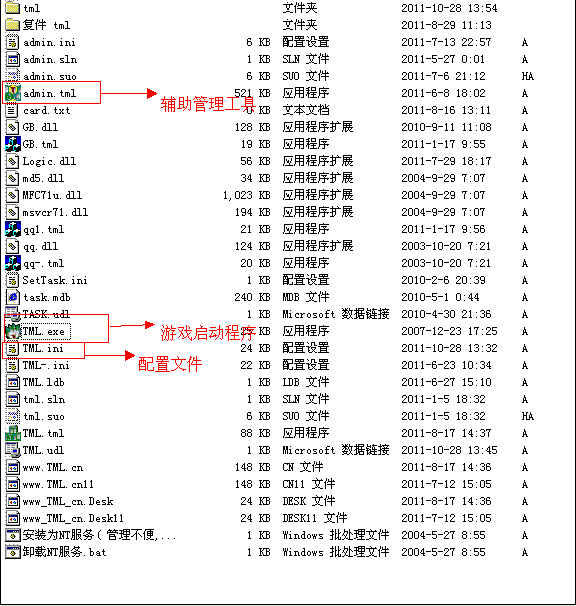 tml 文件夹 2011-10-28 13:54
复件 tml 文件夹 2011-8-29 11:13
admin.ini 6 KB 配置设置 2011-7-13 22:57 A
admin.sln 1 KB SLN 文件 2011-5-27 0:01 A
admin.suo 6 KB SUO 文件 2011-7-6 21:12 HA
admin.tml 521 KB 应用程序 2011-6-8 18:02 A
辅助管理工具
card.txt 0 KB 文本文档 2011-8-16 13:11 A
GB.dll 128 KB 应用程序扩展 2010-9-11 11:08 A
GB.tml 19 KB 应用程序 2011-1-17 9:55 A
Logic.dll 56 KB 应用程序扩展 2011-7-29 18:17 A
md5.dll 34 KB 应用程序扩展 2004-9-29 7:07 A
MFC71u.dll 1,023 KB 应用程序扩展 2004-9-29 7:07 A
msvcr71.dll 194 KB 应用程序扩展 2004-9-29 7:07 A
qq1.tml 21 KB 应用程序 2011-1-17 9:56 A
qq.dll 124 KB 应用程序扩展 2003-10-20 7:21 A
qq-.tml 20 KB 应用程序 2003-10-20 7:21 A
SetTask.ini 1 KB 配置设置 2010-2-6 20:39 A
task.mdb 240 KB MDB 文件 2010-5-1 0:44 A
TASK.udl 1 KB Microsoft 数据链接 2010-4-30 21:36 A
TML.exe KB 应用程序 2007-12-23 17:25 A
游戏启动程序
TML.ini 24 KB 配置设置 2011-10-28 13:32 A
配置文件
TML-.ini 22 KB 配置设置 2011-6-23 10:34 A
TML.ldb 1 KB LDB 文件 2011-6-27 15:10 A
tml.sln 1 KB SLN 文件 2011-1-5 18:32 A
tml.suo 6 KB SUO 文件 2011-1-5 18:32 HA
TML.tml 88 KB 应用程序 2011-8-17 14:37 A
TML.udl 1 KB Microsoft 数据链接 2011-10-28 13:45 A
www.TML.cn 148 KB CN 文件 2011-8-17 14:36 A
www.TML.cn11 148 KB CN11 文件 2011-7-12 15:05 A
www_TML_cn.Desk 24 KB DESK 文件 2011-8-17 14:36 A
www_TML_cn.Desk11 24 KB DESK11 文件 2011-7-12 15:05 A
安装为NT服务(管理不便,... 1 KB Windows 批处理文件 2004-5-27 8:55 A
卸载NT服务.bat 1 KB Windows 批处理文件 2004-5-27 8:55 A